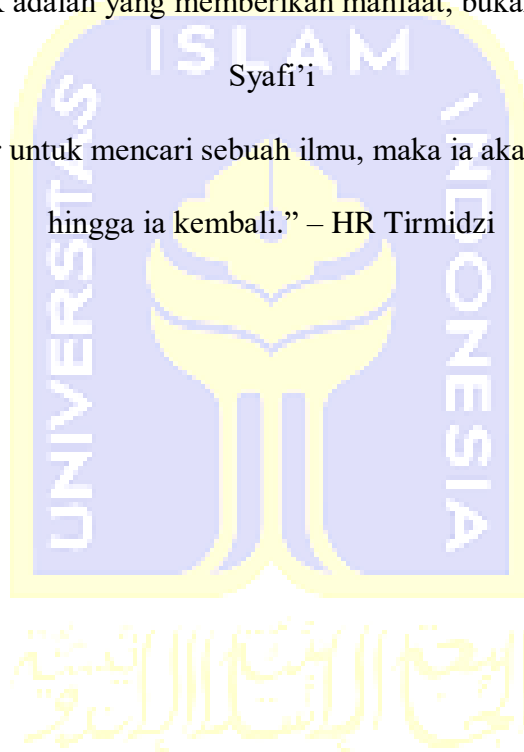 adalah yang memberikan manfaat, buka
ISLAM
Syafi’i
untuk mencari sebuah ilmu, maka ia aka
hingga ia kembali.” – HR Tirmidzi
UNIVERSITAS
INDONESIA